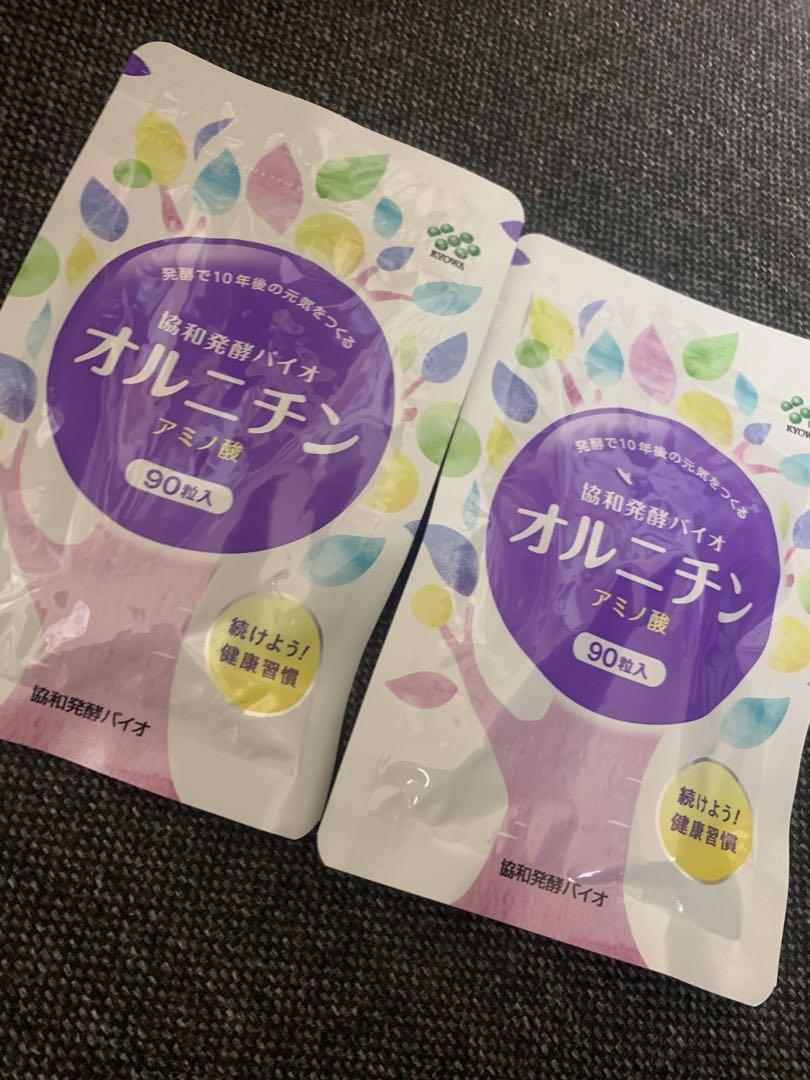 KYOWA
発酵で10年後の元気をつくる
協和発酵バイオ
オルニチン
アミノ酸
90粒入
続けよう!
健康習慣
協和発酵バイオ
KYOWA
発酵で10年後の元気をつくる
協和発酵バイオ
オルニチン
アミノ酸
90粒入
続けよう!
健康習慣
協和発酵バイオ